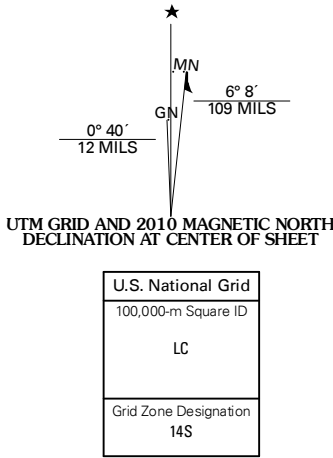 MN
GN
6° 8´
109 MILS
0° 40´
12 MILS
UTM GRID AND 2010 MAGNETIC NORTH
DECLINATION AT CENTER OF SHEET
U.S. National Grid
100,000-m Square ID
LC
Grid Zone Designation
14S